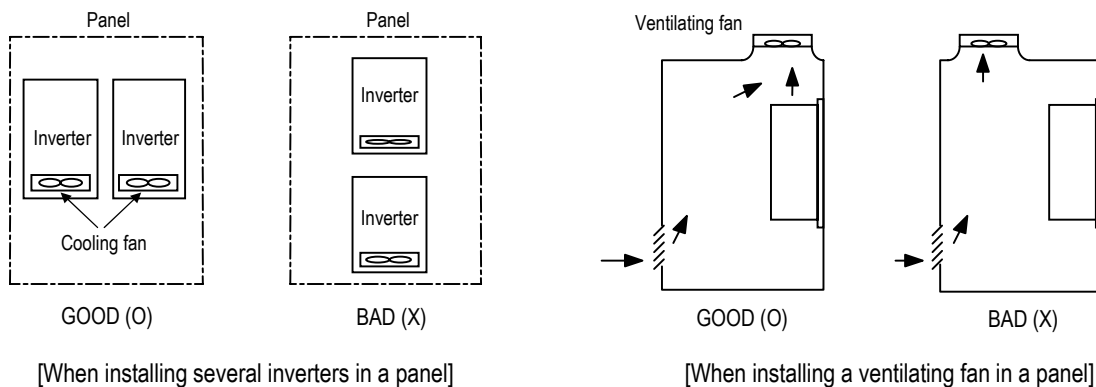 Panel
Inverter
Inverter
Cooling fan
GOOD (O)
Panel
Inverter
Inverter
BAD (X)
[When installing several inverters in a panel]
Ventilating fan
GOOD (O)
BAD (X)
[When installing a ventilating fan in a panel]